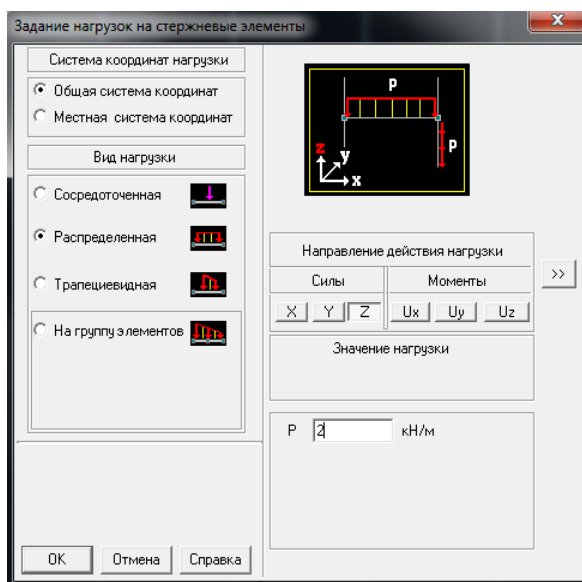 Задание нагрузок на стержневые элементы
x
Система координат нагрузки
Общая система координат
Местная система координат
Вид нагрузки
Сосредоточенная
Распределенная
Трапециевидная
На группу элементов
P
P
z
y
x
Направление действия нагрузки
Силы Моменты
X Y Z Ux Uy Uz
>>
Значение нагрузки
P 2 кН/м
OK Отмена Справка